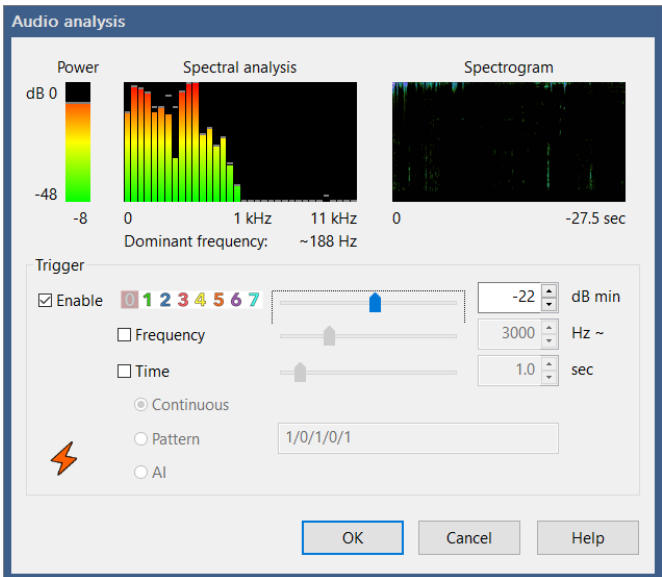 Audio analysis
Power Spectral analysis Spectrogram
dB 0
-48
-8 0 1 kHz 11 kHz 0 -27.5 sec
Dominant frequency: ~188 Hz
Trigger
Enable 0 1 2 3 4 5 6 7 -22 dB min
Frequency 3000 Hz ~
Time 1.0 sec
Continuous
Pattern 1/0/1/0/1
AI
OK Cancel Help